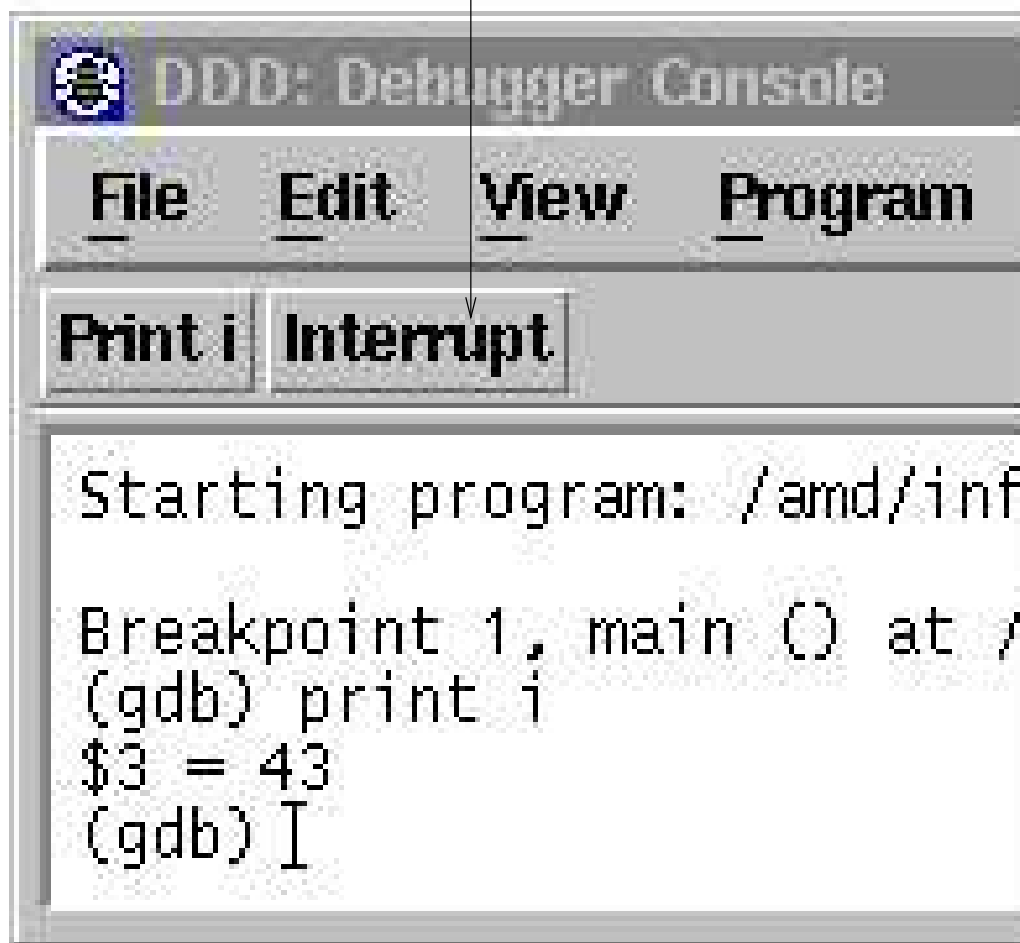 DDD: Debugger Console
File Edit View Program
Print i Interrupt
Starting program: /amd/inf
Breakpoint 1, main () at /
(gdb) print i
$3 = 43
(gdb)